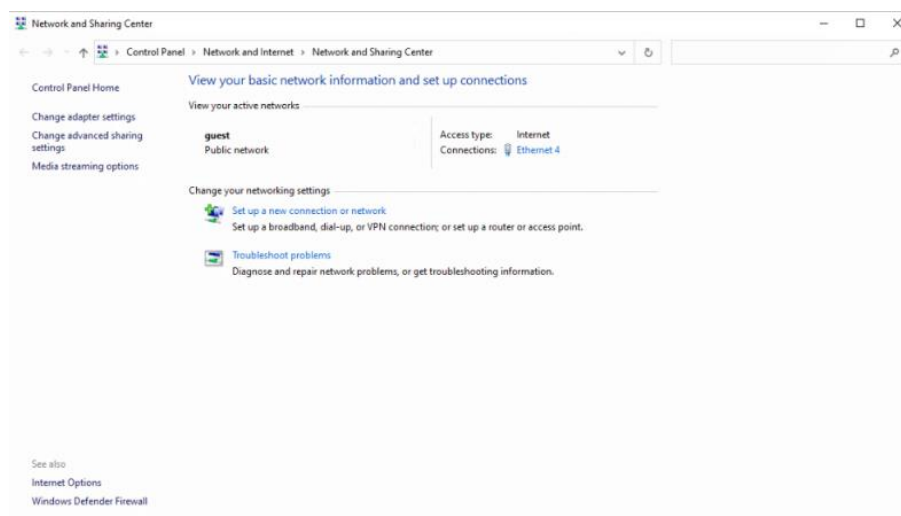 Network and Sharing Center
Control Panel > Network and Internet > Network and Sharing Center
Control Panel Home
Change adapter settings
Change advanced sharing
settings
Media streaming options
View your basic network information and set up connections
View your active networks
guest
Public network
Access type: Internet
Connections: Ethernet 4
Change your networking settings
Set up a new connection or network
Set up a broadband, dial-up, or VPN connection; or set up a router or access point.
Troubleshoot problems
Diagnose and repair network problems, or get troubleshooting information.
See also
Internet Options
Windows Defender Firewall